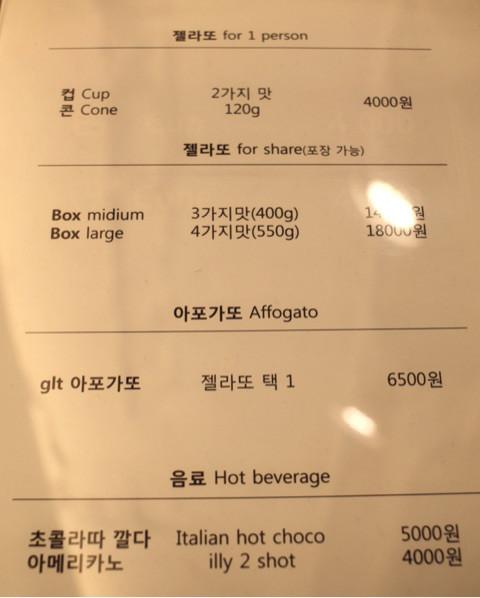 젤라또 for 1 person
컵 Cup 2가지 맛
콘 Cone 120g 4000원
젤라또 for share(포장 가능)
Box midium 3가지맛(400g)
Box large 4가지맛(550g) 18000원
아포가또 Affogato
glt 아포가또 젤라또 택 1 6500원
음료 Hot beverage
초콜라따 깔다 Italian hot choco 5000원
아메리카노 illy 2 shot 4000원